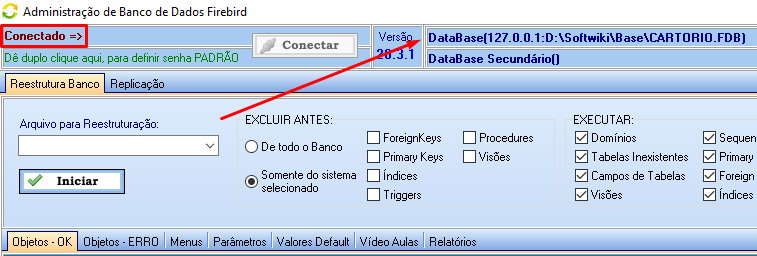 Administração de Banco de Dados Firebird
Conectado =>
Conectar
Versão
DataBase(127.0.0.1:D:\Softwiki\Base\CARTORIO.FDB)
Dê duplo clique aqui, para definir senha PADRÃO
20.3.1
DataBase Secundário()
Reestrutura Banco
Replicação
Arquivo para Reestruturação:
EXCLUIR ANTES:
EXECUTAR:
De todo o Banco
ForeignKeys
Procedures
Domínios
Sequen
Primary Keys
Visões
Tabelas Inexistentes
Primary
Iniciar
Somente do sistema
selecionado
Índices
Campos de Tabelas
Foreign
Triggers
Visões
Índices
Objetos - OK
Objetos - ERRO
Menus
Parâmetros
Valores Default
Vídeo Aulas
Relatórios